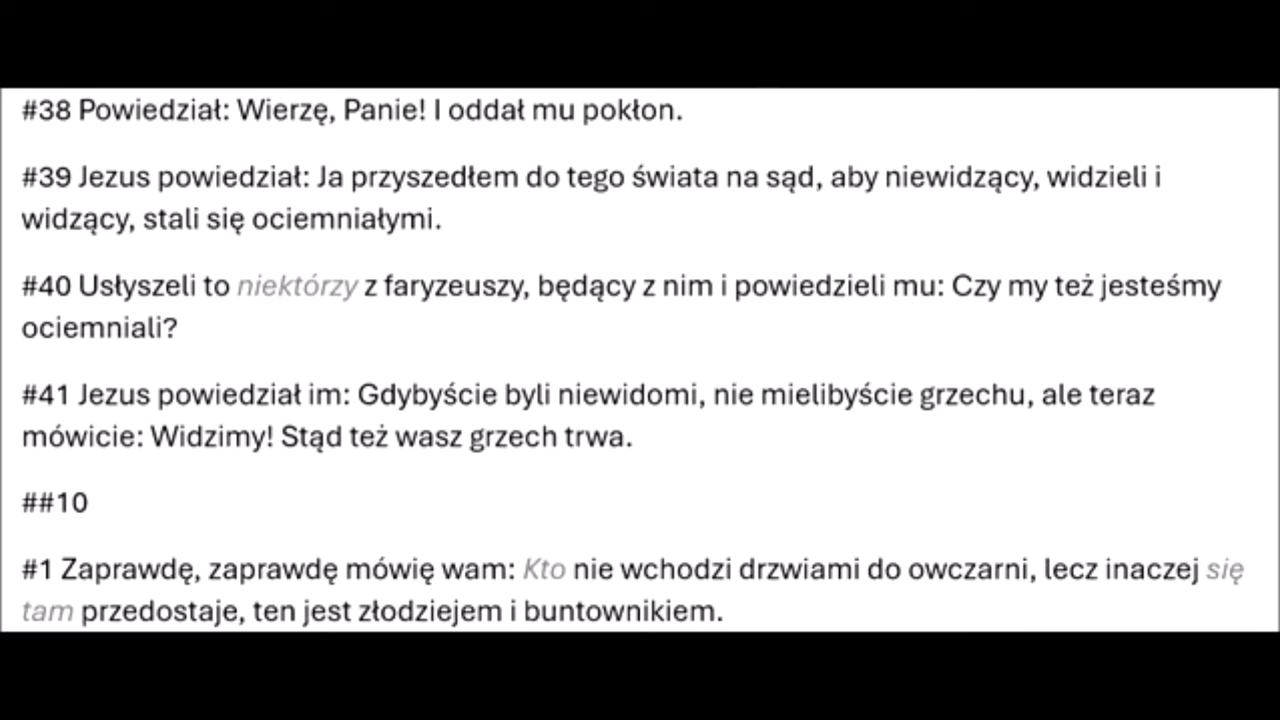 #38 Powiedział: Wierzę, Panie! I oddał mu pokłon.
#39 Jezus powiedział: Ja przyszedłem do tego świata na sąd, aby niewidzący, widzieli i
widzący, stali się ociemniałymi.
#40 Usłyszeli to niektórzy z faryzeuszy, będący z nim i powiedzieli mu: Czy my też jesteśmy
ociemniali?
#41 Jezus powiedział im: Gdybyście byli niewidomi, nie mielibyście grzechu, ale teraz
mówicie: Widzimy! Stąd też wasz grzech trwa.
##10
#1 Zaprawdę, zaprawdę mówię wam: Kto nie wchodzi drzwiami do owczarni, lecz inaczej się
tam przedostaje, ten jest złodziejem i buntownikiem.